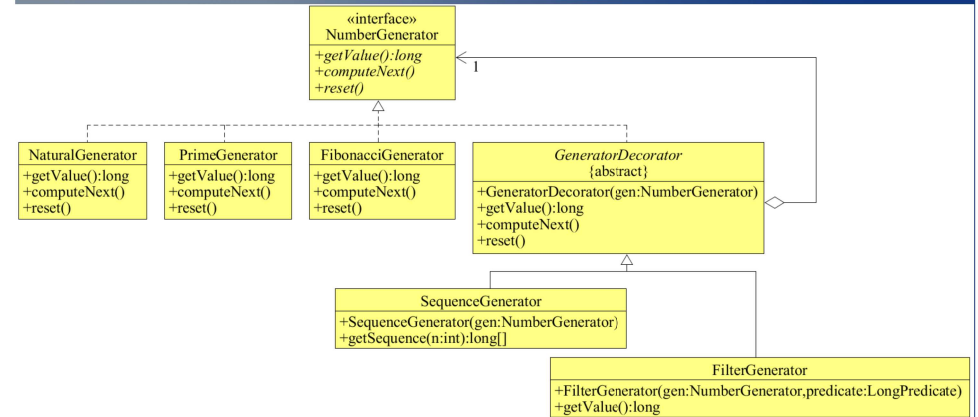 «interface»
NumberGenerator
+getValue():long
+computeNext()
+reset()
1
NaturalGenerator
+getValue():long
+computeNext()
+reset()
PrimeGenerator
+getValue():long
+computeNext()
+reset()
FibonacciGenerator
+getValue():long
+computeNext()
+reset()
GeneratorDecorator
{abstract}
+GeneratorDecorator(gen:NumberGenerator)
+getValue():long
+computeNext()
+reset()
SequenceGenerator
+SequenceGenerator(gen:NumberGenerator)
+getSequence(n:int):long[]
FilterGenerator
+FilterGenerator(gen:NumberGenerator,predicate:LongPredicate)
+getValue():long